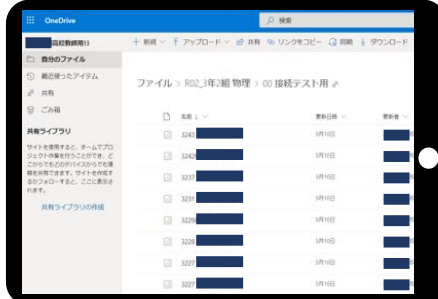 OneDrive
検索
高校教師用13
+ 新規 アップロード 共有 リンクをコピー 同期 ダウンロード
自分のファイル
最近使ったアイテム
共有
ごみ箱
ファイル > R02_3年2組 物理 > 00 接続テスト用
名前 ↓ 更新日時 更新者
共有ライブラリ
サイトを使用すると、チームでプロ
ジェクト作業を行うことができ、ど
こからでもどのデバイスからでも情
報を共有できます。サイトを作成す
るかフォローすると、ここに表示さ
れます。
共有ライブラリの作成
3243 5月10日
3242 5月10日
3237 5月10日
3231 5月10日
3229 5月10日
3228 5月10日
3227 5月10日
3227 5月10日